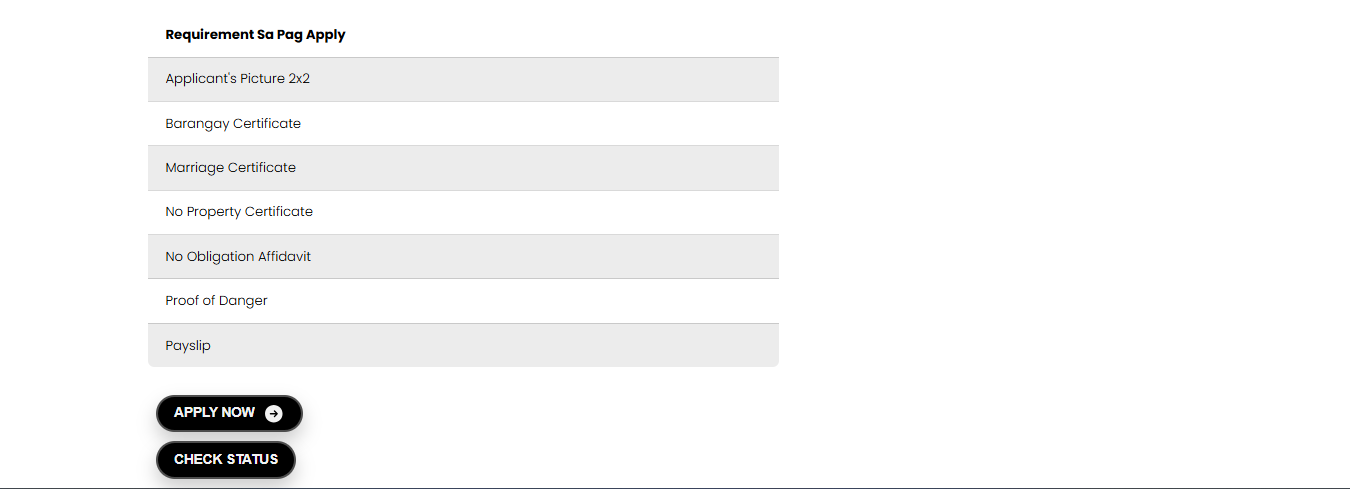 Requirement Sa Pag Apply
Applicant's Picture 2x2
Barangay Certificate
Marriage Certificate
No Property Certificate
No Obligation Affidavit
Proof of Danger
Payslip
APPLY NOW
CHECK STATUS